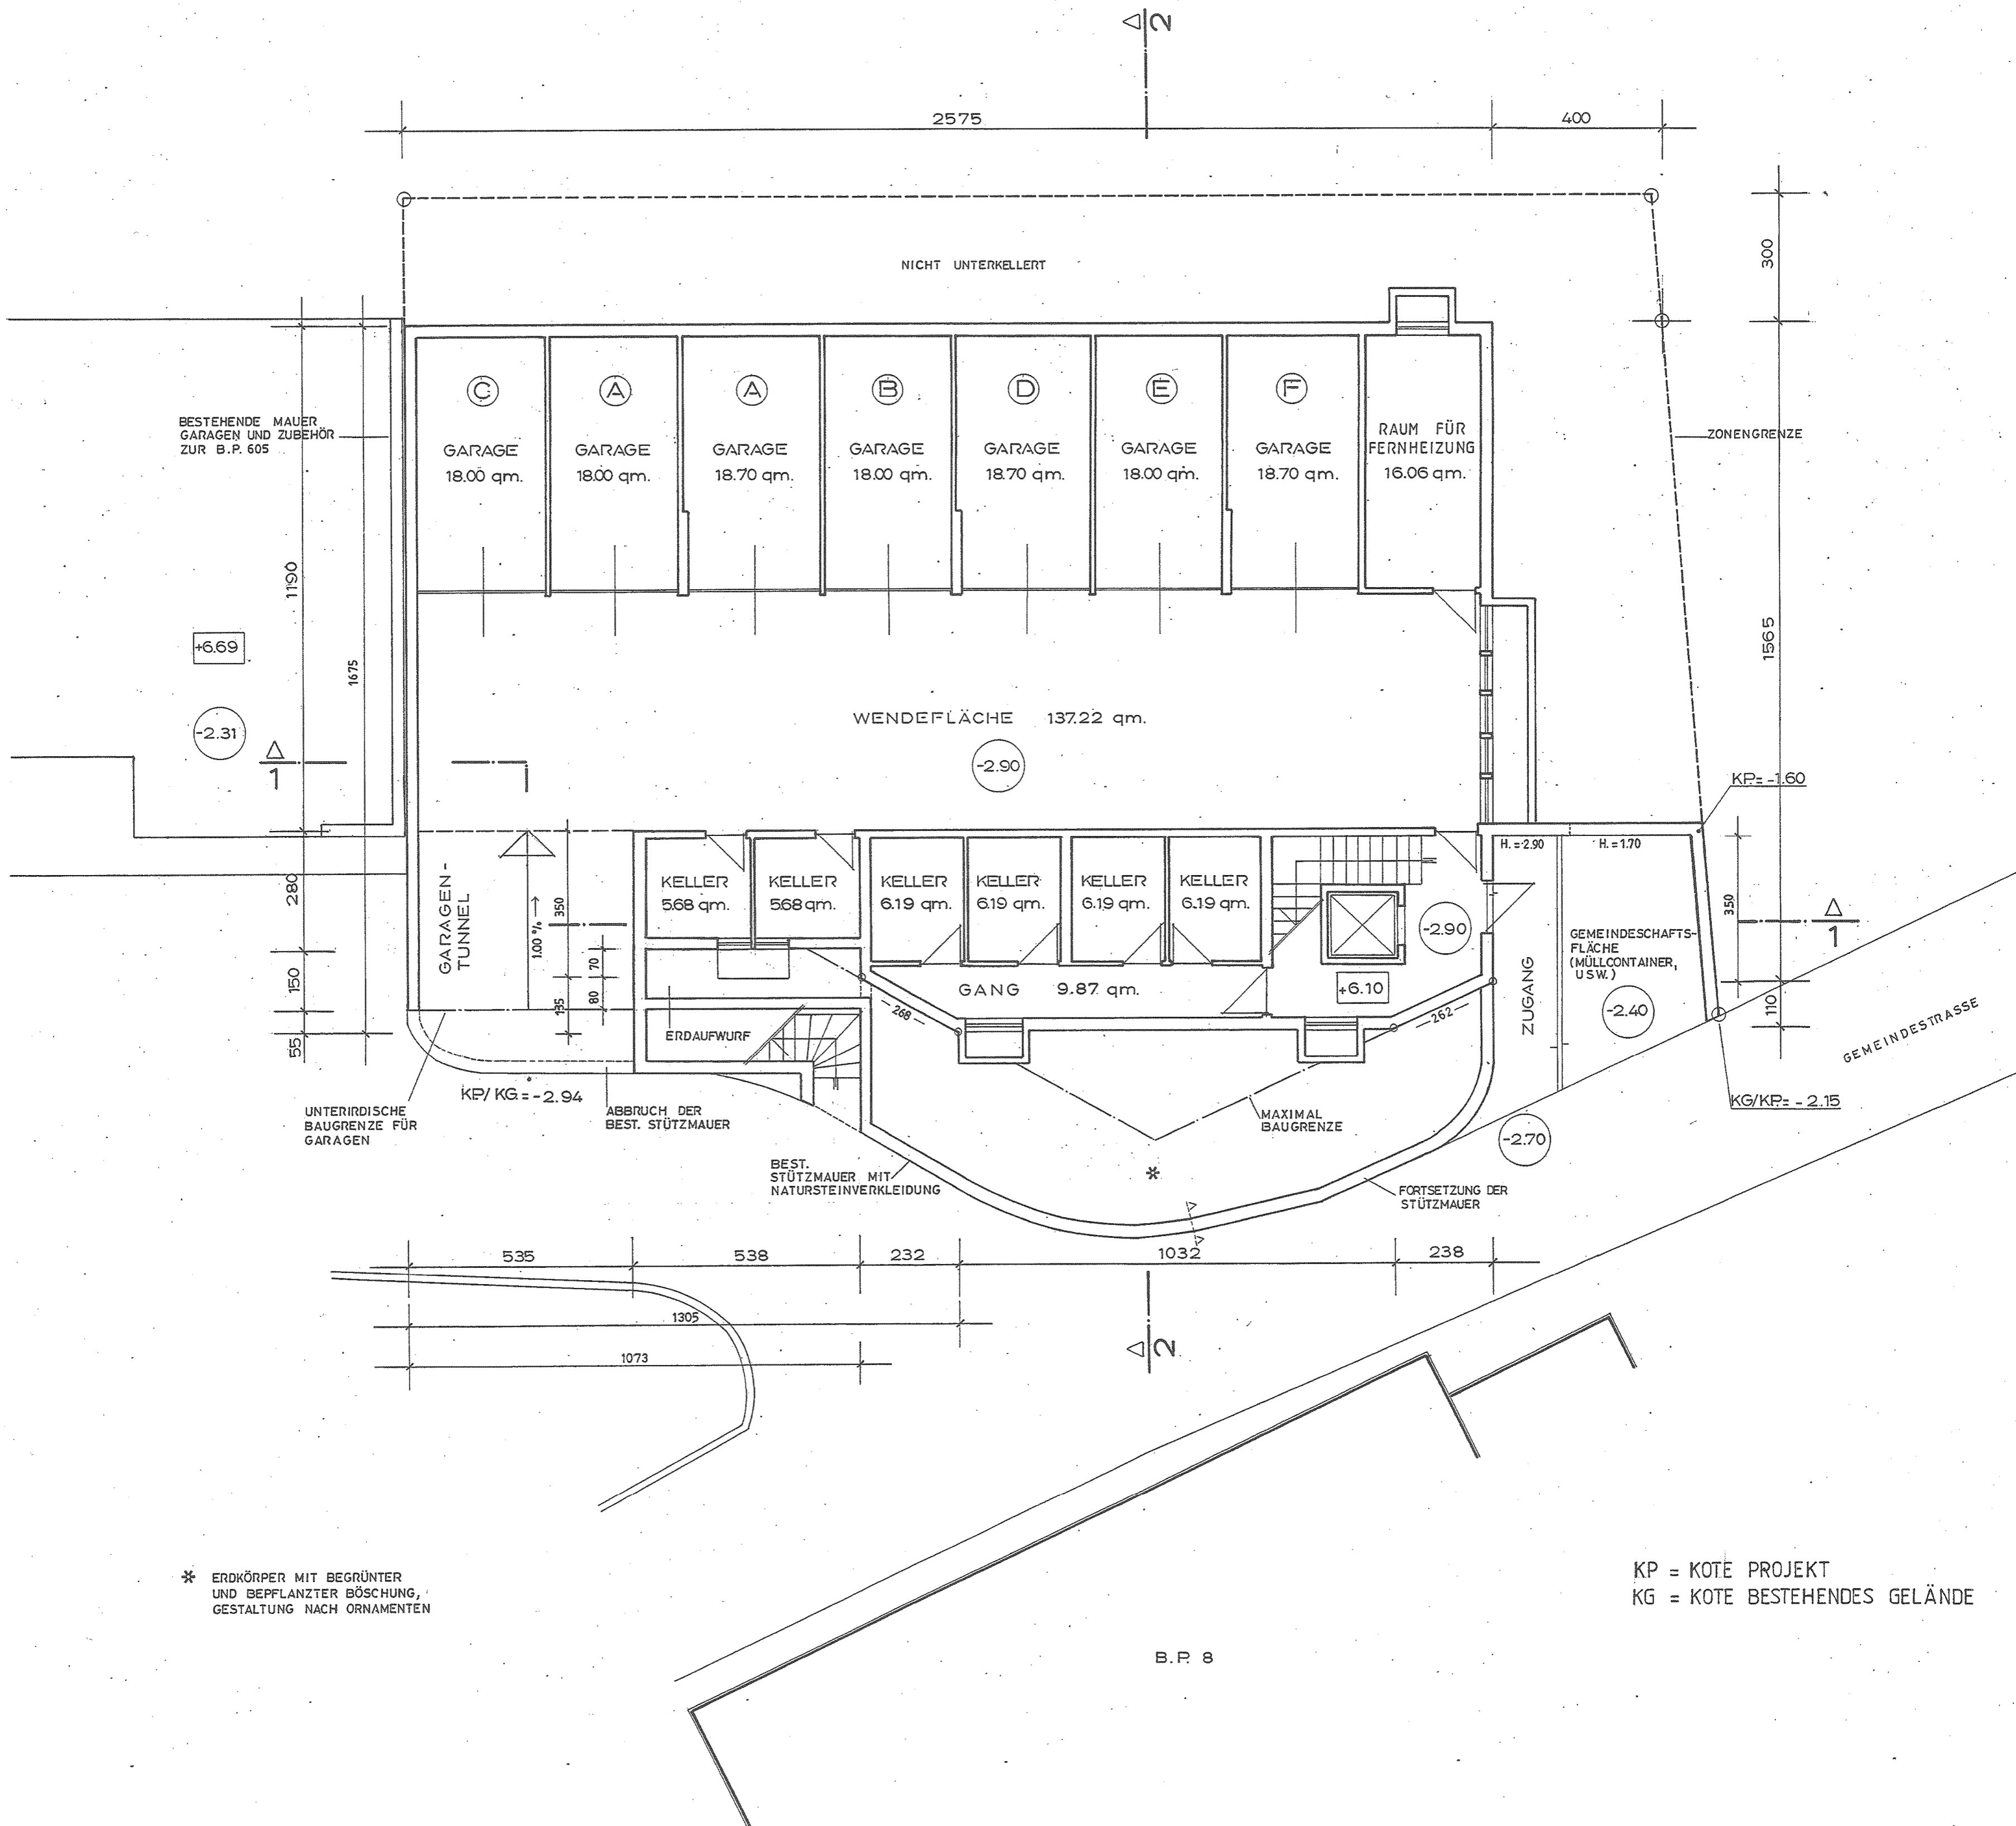 2
2575
400
300
NICHT UNTERKELLERT
C
A
A
B
D
E
F
BESTEHENDE MAUER
GARAGEN UND ZUBEHÖR
ZUR B.P. 605
GARAGE
18.00 qm.
GARAGE
18.00 qm.
GARAGE
18.70 qm.
GARAGE
18.00 qm.
GARAGE
18.70 qm.
GARAGE
18.00 qm.
GARAGE
18.70 qm.
RAUM FÜR
FERNHEIZUNG
16.06 qm.
ZONENGRENZE
1190
1675
1565
+6.69
-2.31
1
WENDEFLÄCHE 137.22 qm.
-2.90
KP.= -1.60
H. = 2.90
H. = 1.70
280
150
55
GARAGEN-
TUNNEL
1.00 % →
350
135
70
80
KELLER
5.68 qm.
KELLER
5.68 qm.
KELLER
6.19 qm.
KELLER
6.19 qm.
KELLER
6.19 qm.
KELLER
6.19 qm.
-2.90
+6.10
GANG 9.87 qm.
ZUGANG
GEMEINDESCHAFTS-
FLÄCHE
(MÜLLCONTAINER,
USW.)
-2.40
350
110
1
GEMEINDESTRASSE
ERDAUFWURF
268
262
KP/KG = -2.94
UNTERIRDISCHE
BAUGRENZE FÜR
GARAGEN
ABBRUCH DER
BEST. STÜTZMAUER
MAXIMAL
BAUGRENZE
KG/KP.= -2.15
-2.70
*
BEST.
STÜTZMAUER MIT
NATURSTEINVERKLEIDUNG
FORTSETZUNG DER
STÜTZMAUER
535
538
232
1032
238
1305
1073
2
* ERDKÖRPER MIT BEGRÜNTER
UND BEPFLANZTER BÖSCHUNG,
GESTALTUNG NACH ORNAMENTEN
KP = KOTE PROJEKT
KG = KOTE BESTEHENDES GELÄNDE
B.P. 8